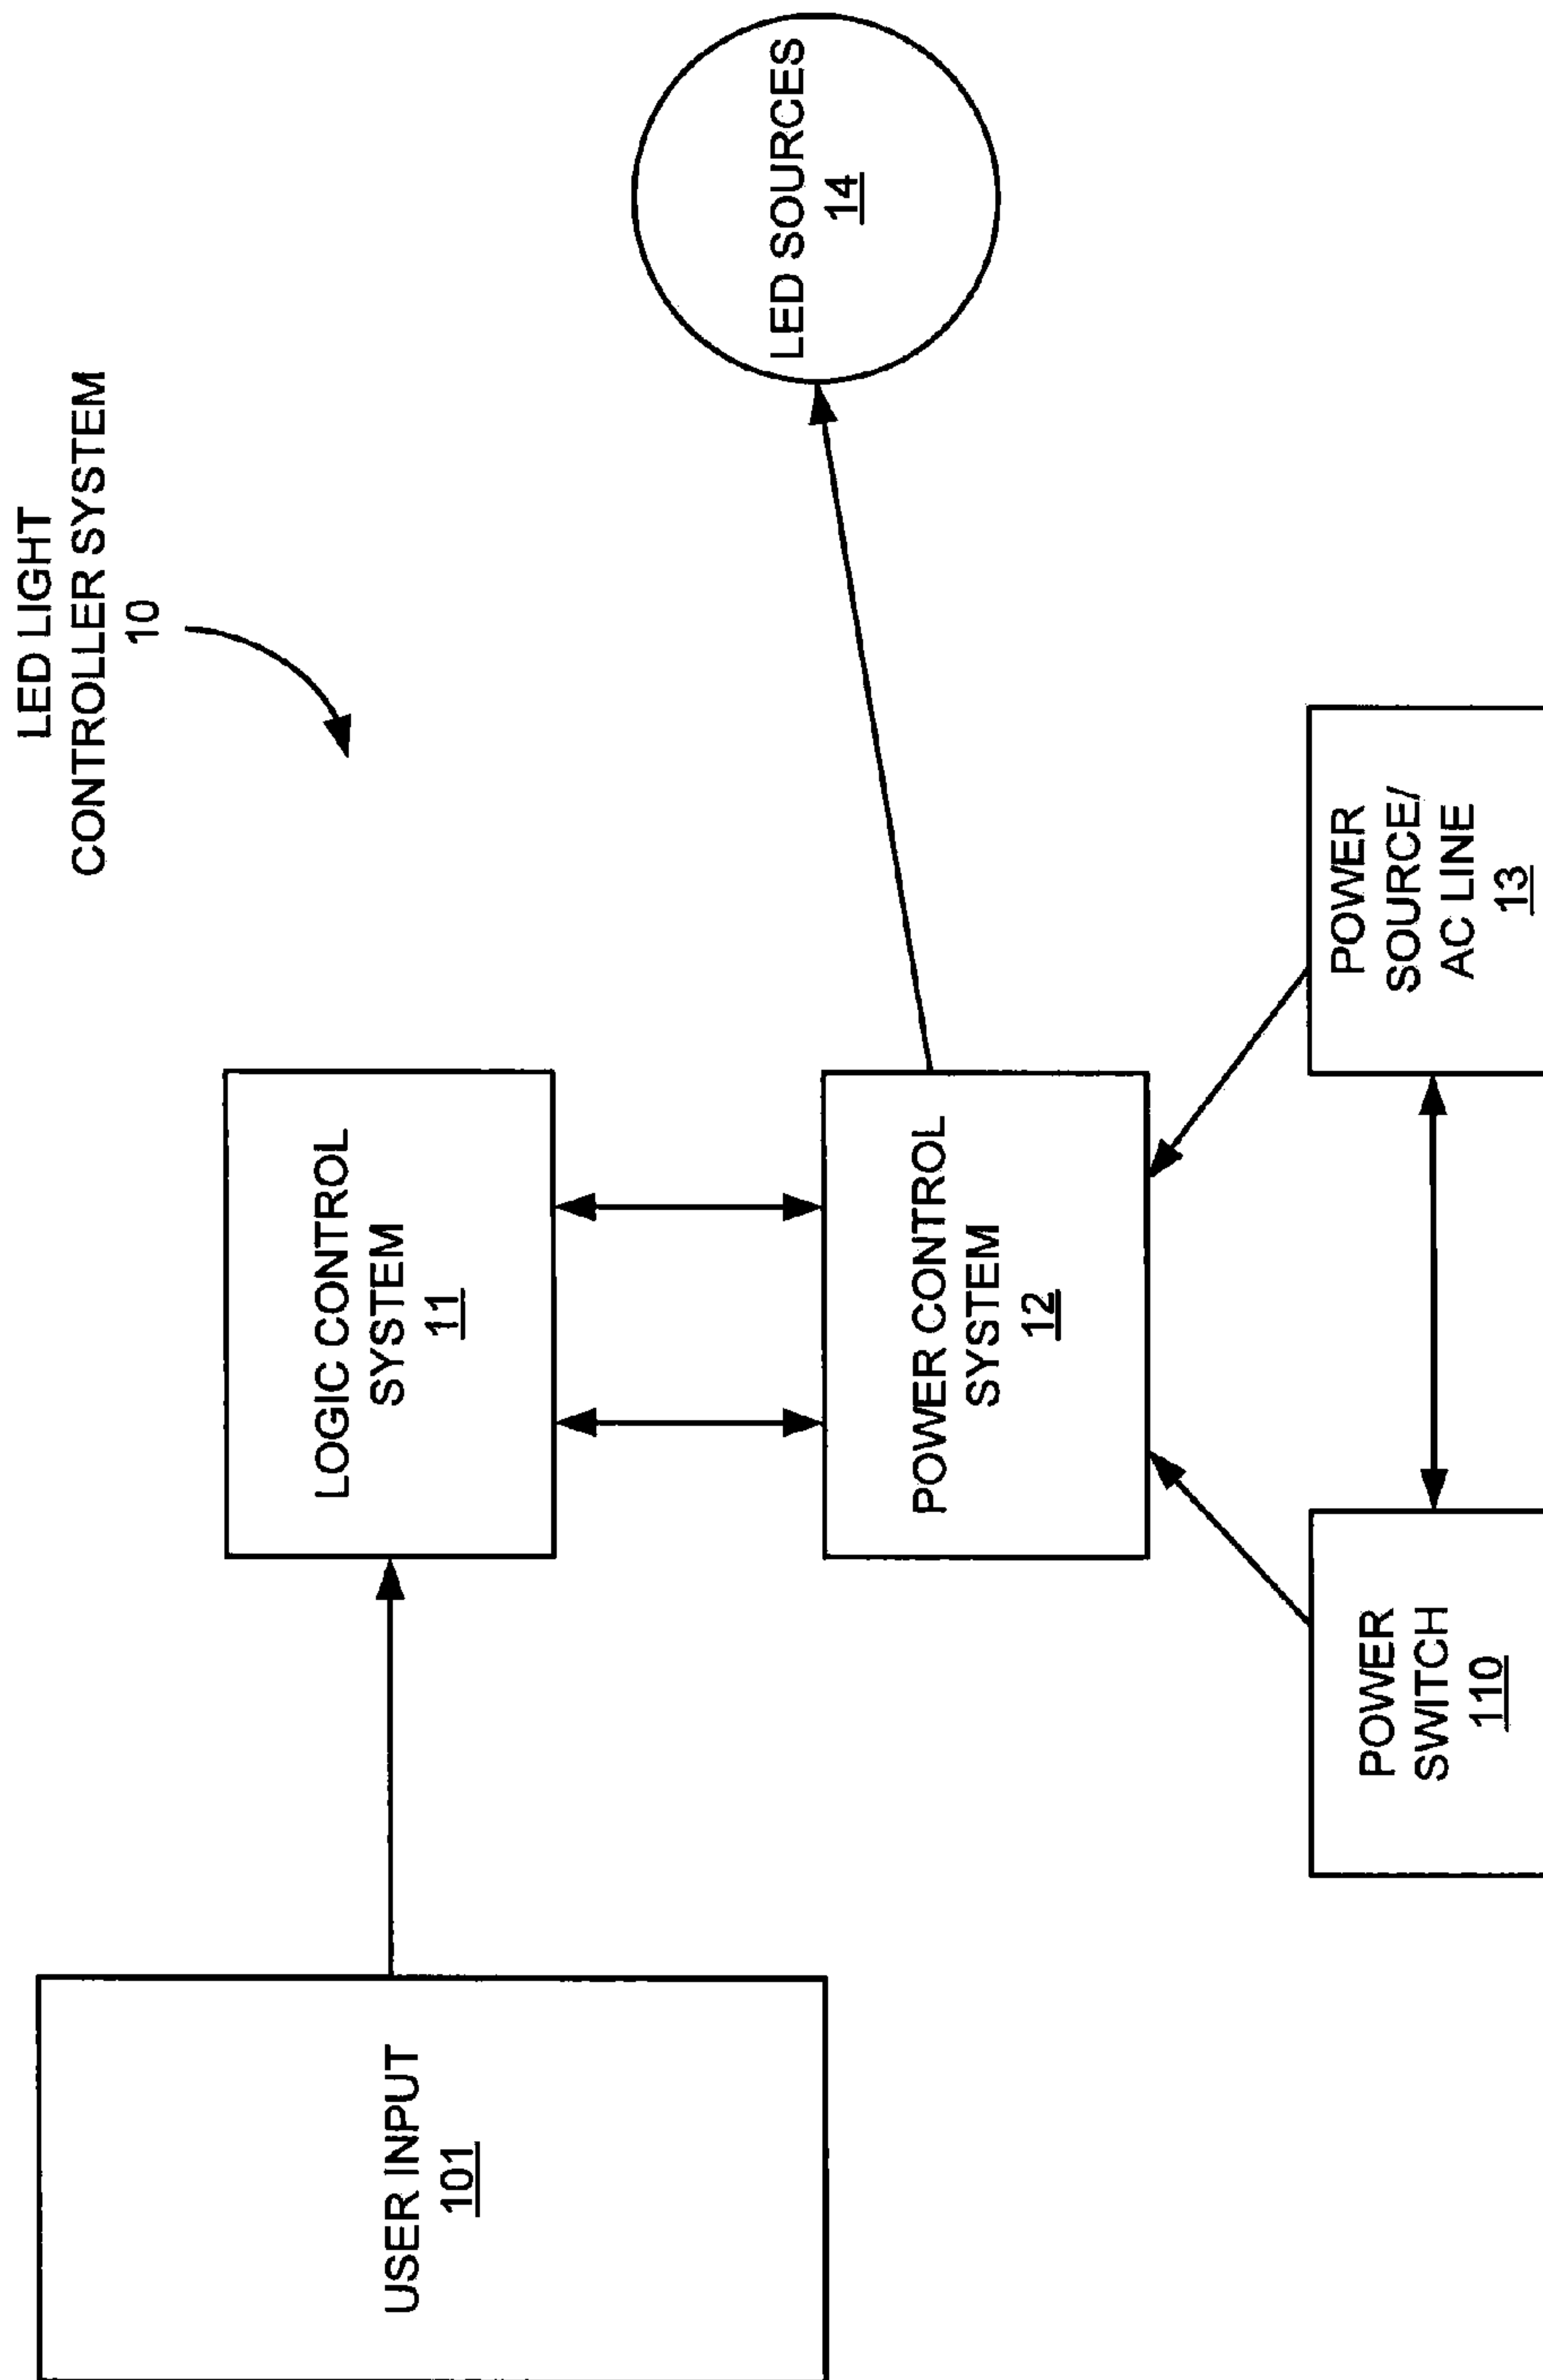 LED LIGHT
CONTROLLER SYSTEM
10
USER INPUT
101
LOGIC CONTROL
SYSTEM
11
POWER CONTROL
SYSTEM
12
LED SOURCES
14
POWER
SWITCH
110
POWER
SOURCE/
AC LINE
13